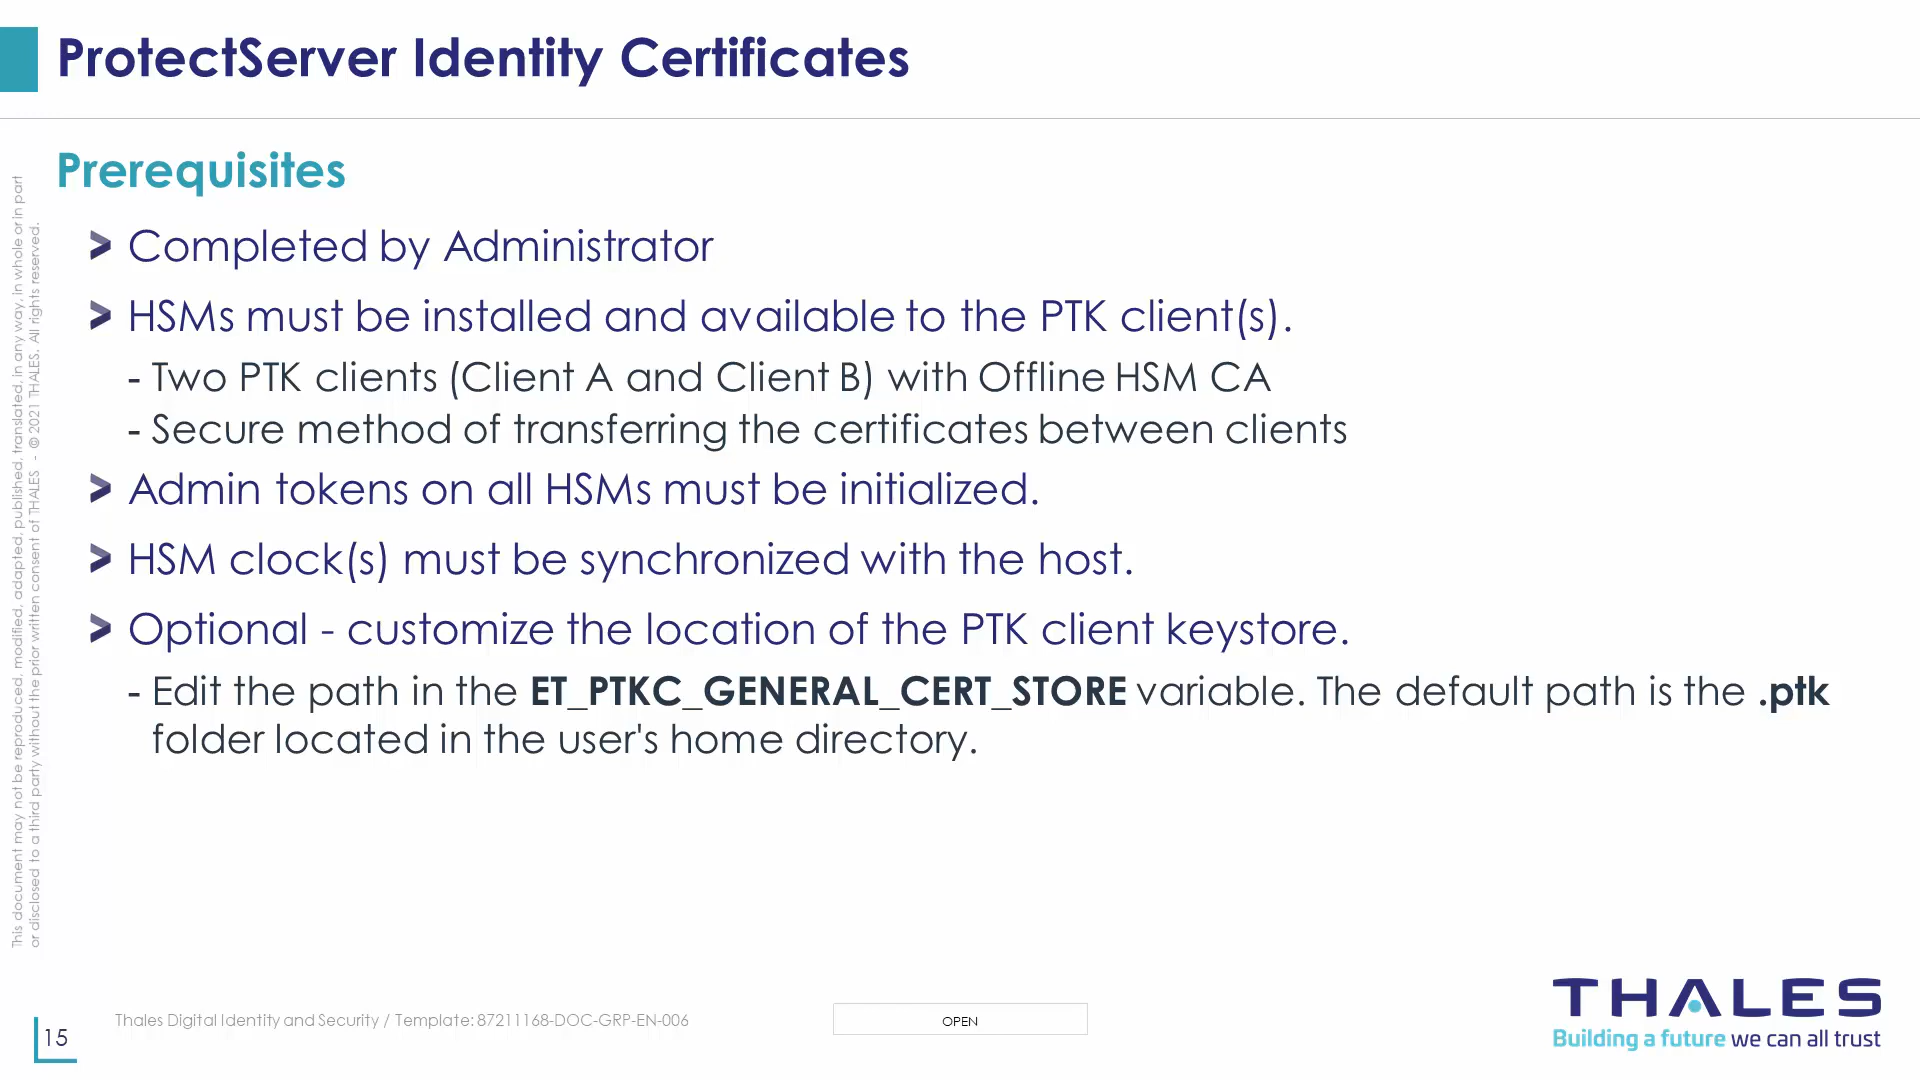 ProtectServer Identity Certificates
Prerequisites
> Completed by Administrator
> HSMs must be installed and available to the PTK client(s).
- Two PTK clients (Client A and Client B) with Offline HSM CA
- Secure method of transferring the certificates between clients
> Admin tokens on all HSMs must be initialized.
> HSM clock(s) must be synchronized with the host.
> Optional - customize the location of the PTK client keystore.
- Edit the path in the ET_PTKC_GENERAL_CERT_STORE variable. The default path is the .ptk
folder located in the user's home directory.
This document may not be reproduced, modified, adapted, published, translated, in any way, in whole or in part
or disclosed to a third party without the prior written consent of THALES - © 2021 THALES. All rights reserved.
15
Thales Digital Identity and Security / Template: 87211168-DOC-GRP-EN-006
OPEN
THALES
Building a future we can all trust